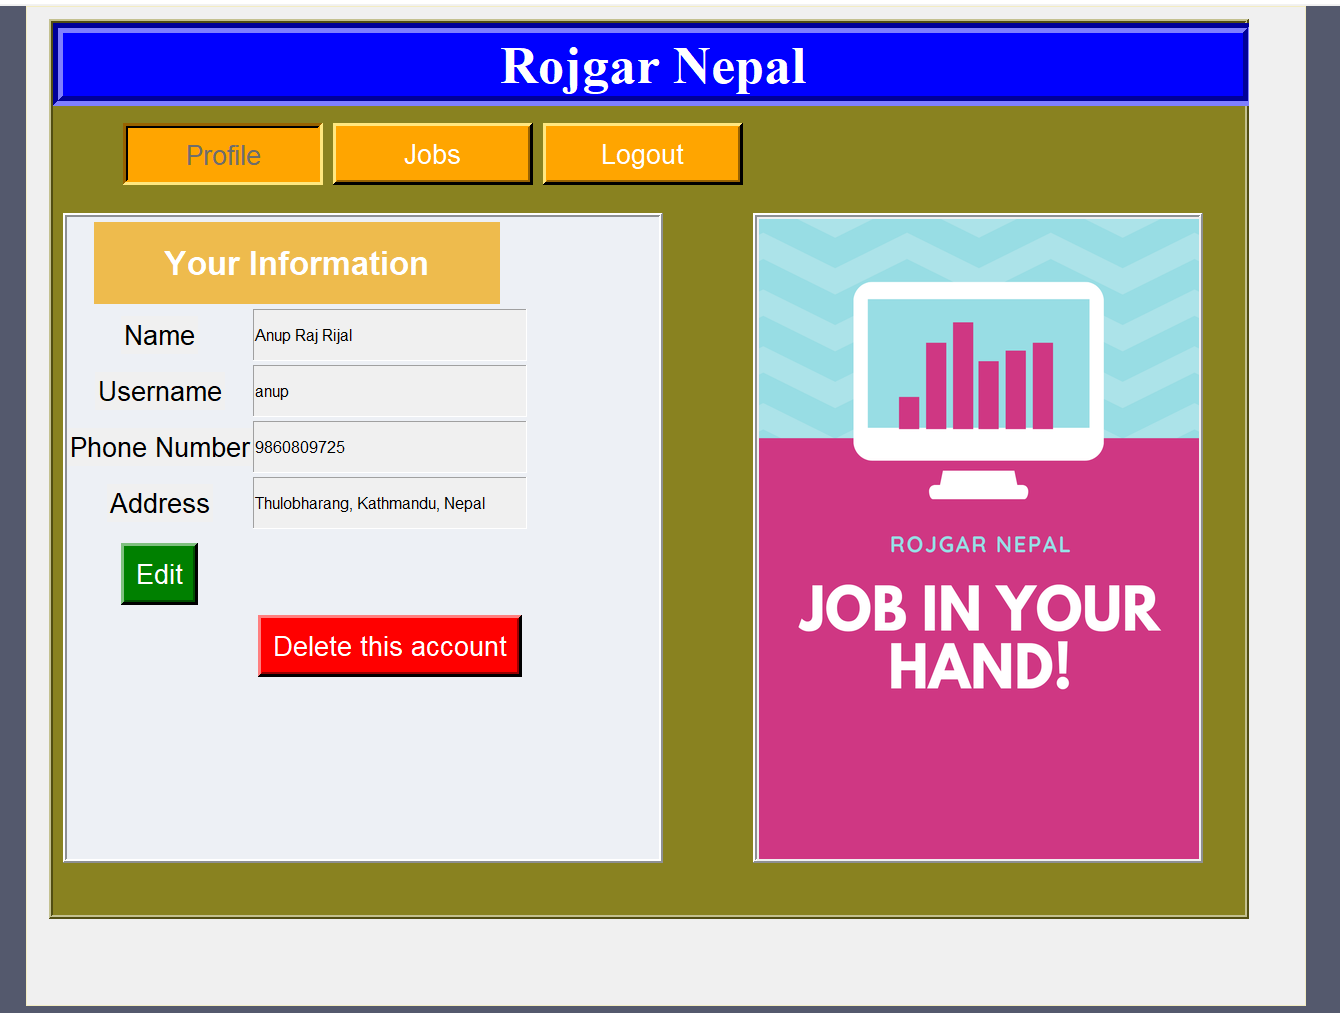 Rojgar Nepal
Profile
Jobs
Logout
Your Information
Name
Anup Raj Rijal
Username
anup
Phone Number
9860809725
Address
Thulobharang, Kathmandu, Nepal
Edit
Delete this account
ROJGAR NEPAL
JOB IN YOUR
HAND!